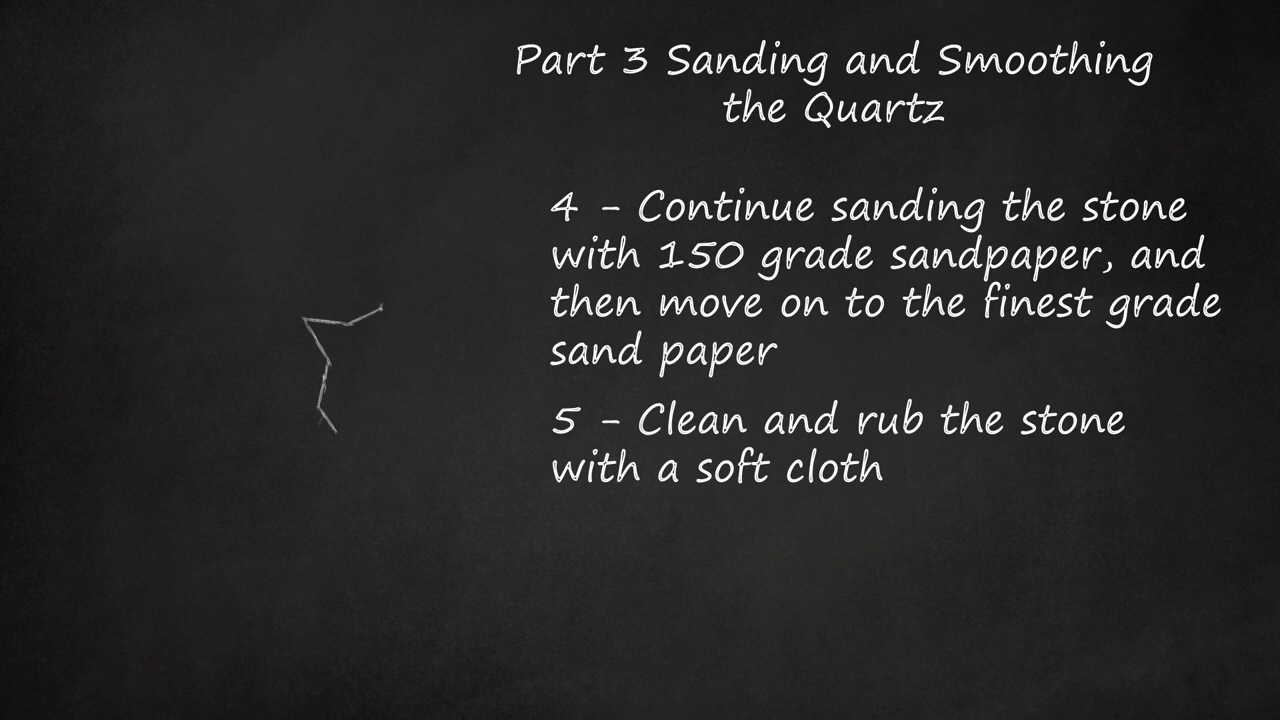 Part 3 Sanding and Smoothing
the Quartz
4 - Continue sanding the stone
with 150 grade sandpaper, and
then move on to the finest grade
sand paper
5 - Clean and rub the stone
with a soft cloth